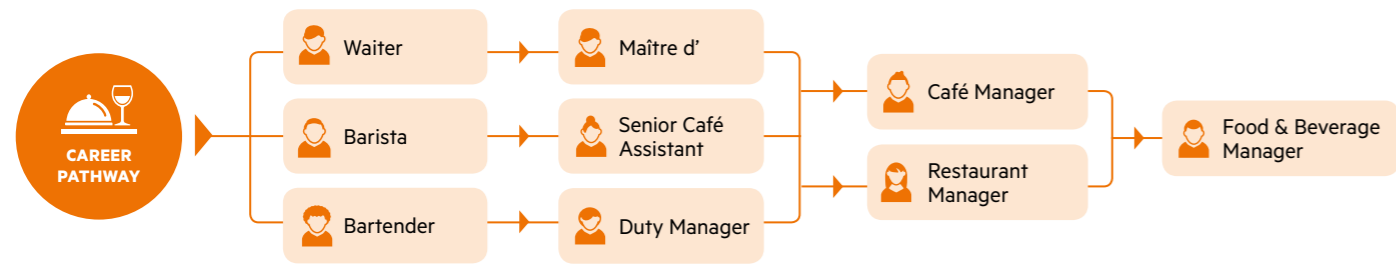 CAREER
PATHWAY
Waiter
Barista
Bartender
Maître d’
Senior Café
Assistant
Duty Manager
Café Manager
Restaurant
Manager
Food & Beverage
Manager